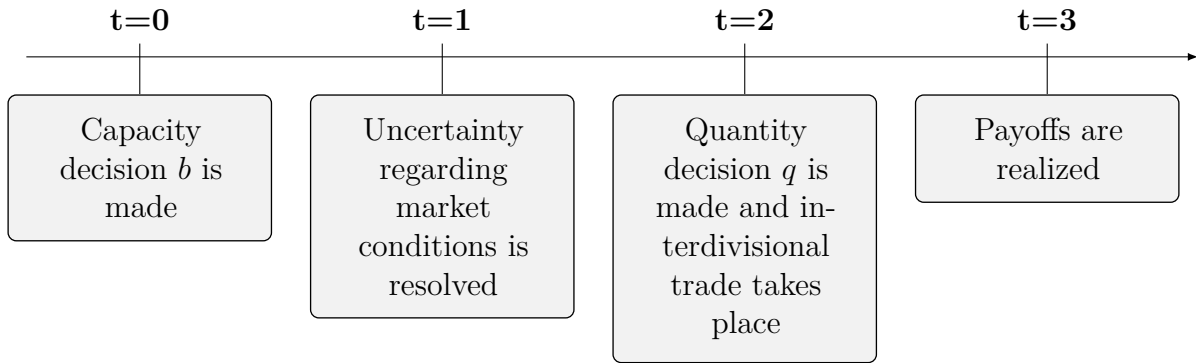 t=0
t=1
t=2
t=3
Capacity
decision b is
made
Uncertainty
regarding
market
conditions is
resolved
Quantity
decision q is
made and in-
terdivisional
trade takes
place
Payoffs are
realized